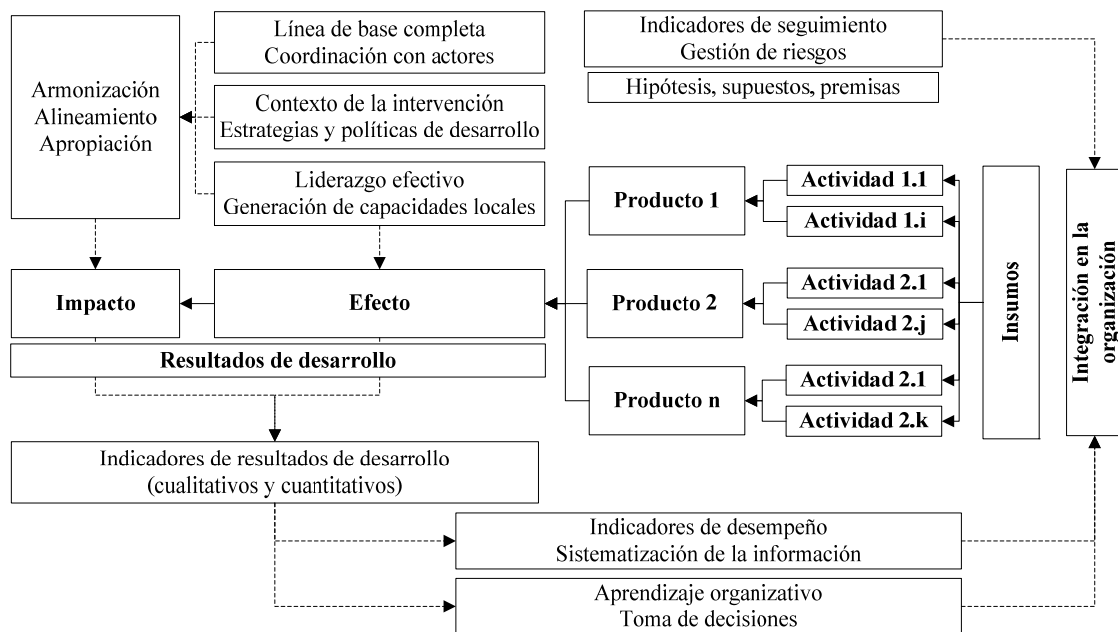 Línea de base completa
Coordinación con actores
Armonización
Alineamiento
Apropiación
Contexto de la intervención
Estrategias y políticas de desarrollo
Liderazgo efectivo
Generación de capacidades locales
Indicadores de seguimiento
Gestión de riesgos
Hipótesis, supuestos, premisas
Impacto
Efecto
Resultados de desarrollo
Producto 1
Actividad 1.1
Actividad 1.i
Producto 2
Actividad 2.1
Actividad 2.j
Producto n
Actividad 2.1
Actividad 2.k
Insumos
Integración en la
organización
Indicadores de resultados de desarrollo
(cualitativos y cuantitativos)
Indicadores de desempeño
Sistematización de la información
Aprendizaje organizativo
Toma de decisiones